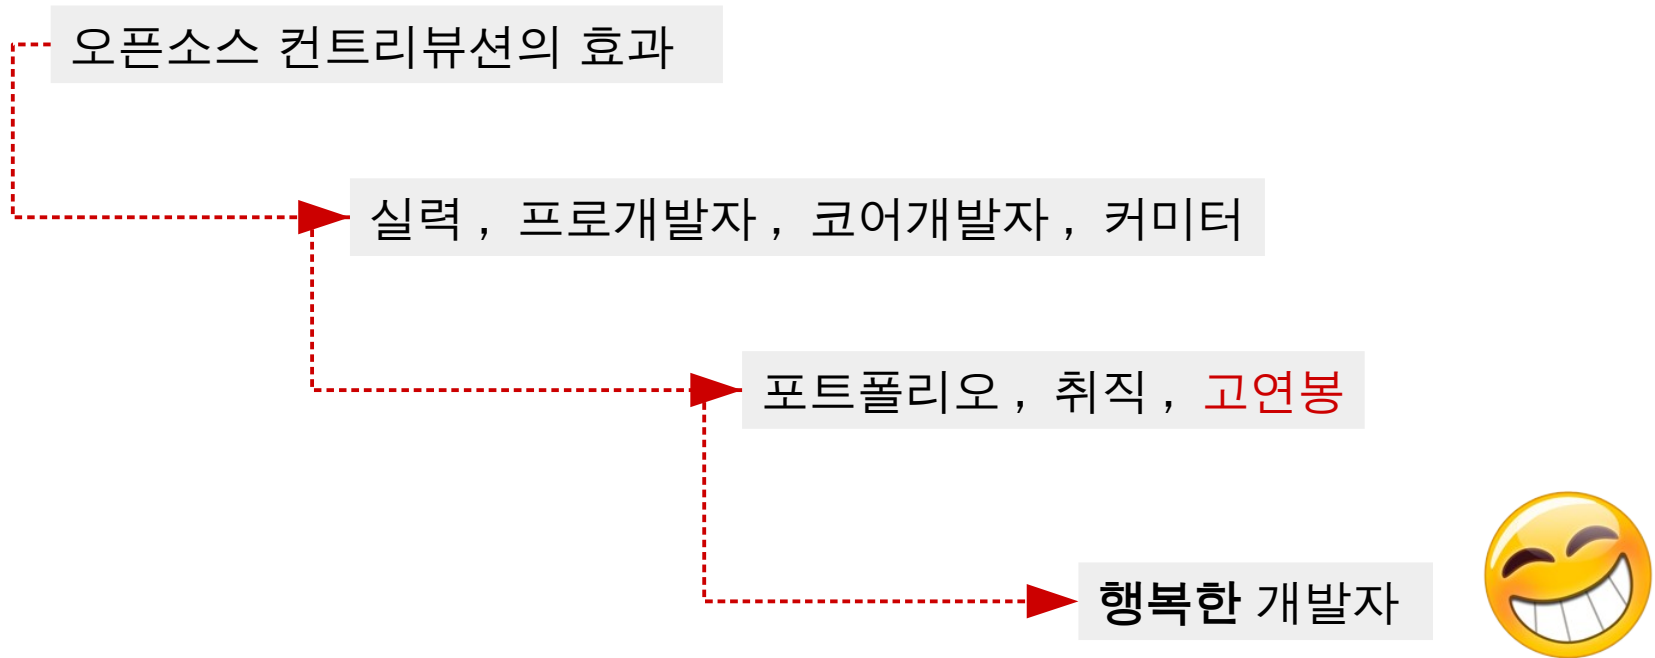 오픈소스 컨트리뷰션의 효과
실력 , 프로개발자 , 코어개발자 , 커미터
포트폴리오 , 취직 , 고연봉
행복한 개발자